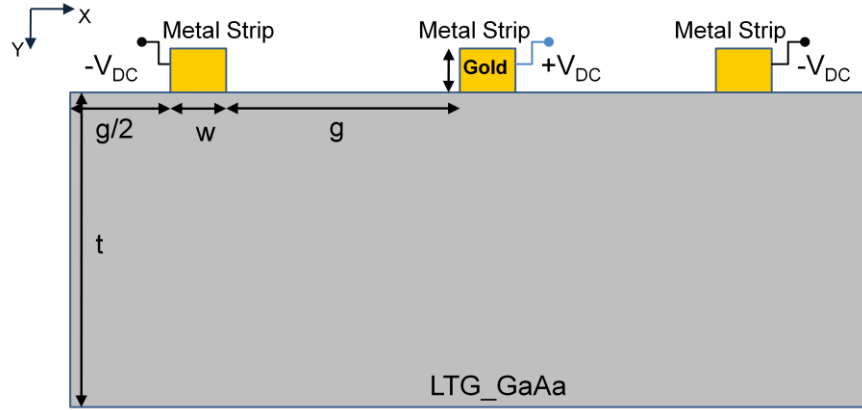 X
Y
Metal Strip
Metal Strip
Metal Strip
-V_DC
Gold
+V_DC
-V_DC
g/2
w
g
t
LTG_GaAa